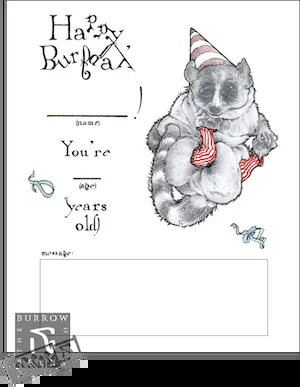 Happy
Burfday
!
(name)
You're
(age)
years
old)
message:
THE BURROW